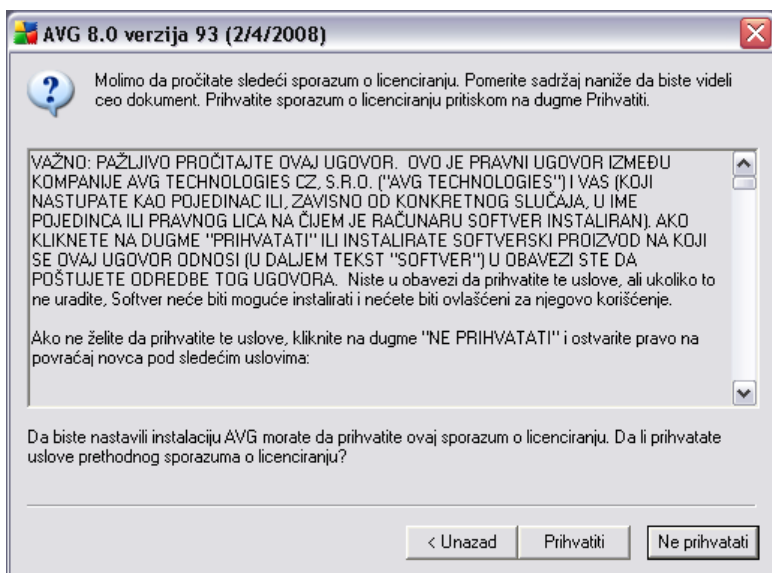 AVG 8.0 verzija 93 (2/4/2008)
Molimo da pročitate sledeći sporazum o licenciranju. Pomerite sadržaj naniže da biste videli
ceo dokument. Prihvatite sporazum o licenciranju pritiskom na dugme Prihvatiti.
VAŽNO: PAŽLJIVO PROČITAJTE OVAJ UGOVOR.  OVO JE PRAVNI UGOVOR IZMEĐU
KOMPANIJE AVG TECHNOLOGIES CZ, S.R.O. ("AVG TECHNOLOGIES") I VAS (KOJI
NASTUPATE KAO POJEDINAC ILI, ZAVISNO OD KONKRETNOG SLUČAJA, U IME
POJEDINCA ILI PRAVNOG LICA NA ČIJEM JE RAČUNARU SOFTVER INSTALIRAN). AKO
KLIKNETE NA DUGME "PRIHVATATI" ILI INSTALIRATE SOFTVERSKI PROIZVOD NA KOJI
SE OVAJ UGOVOR ODNOSI (U DALJEM TEKST "SOFTVER") U OBAVEZI STE DA
POŠTUJETE ODREDBE TOG UGOVORA.  Niste u obavezi da prihvatite te uslove, ali ukoliko to
ne uradite, Softver neće biti moguće instalirati i nećete biti ovlašćeni za njegovo korišćenje.
Ako ne želite da prihvatite te uslove, kliknite na dugme "NE PRIHVATATI" i ostvarite pravo na
povraćaj novca pod sledećim uslovima:
Da biste nastavili instalaciju AVG morate da prihvatite ovaj sporazum o licenciranju. Da li prihvatate
uslove prethodnog sporazuma o licenciranju?
< Unazad Prihvatiti Ne prihvatati